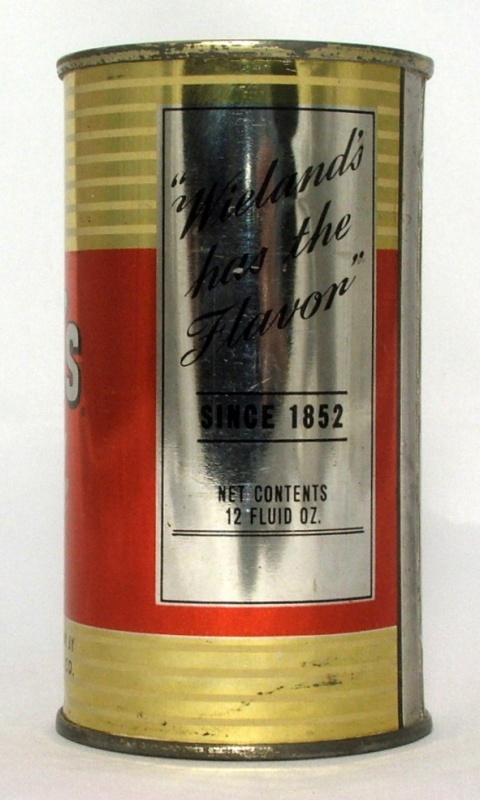 "Wieland's
has the
Flavor"
SINCE 1852
NET CONTENTS
12 FLUID OZ.
S